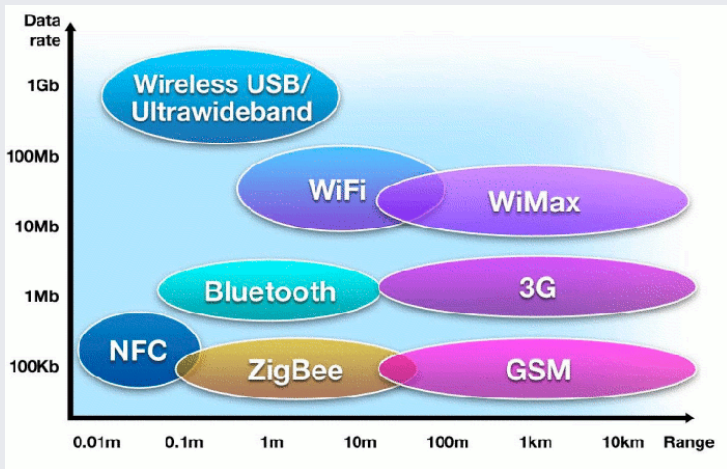 Data
rate
1Gb
100Mb
10Mb
1Mb
100Kb
Wireless USB/
Ultrawideband
WiFi
WiMax
Bluetooth
3G
NFC
ZigBee
GSM
0.01m 0.1m 1m 10m 100m 1km 10km Range